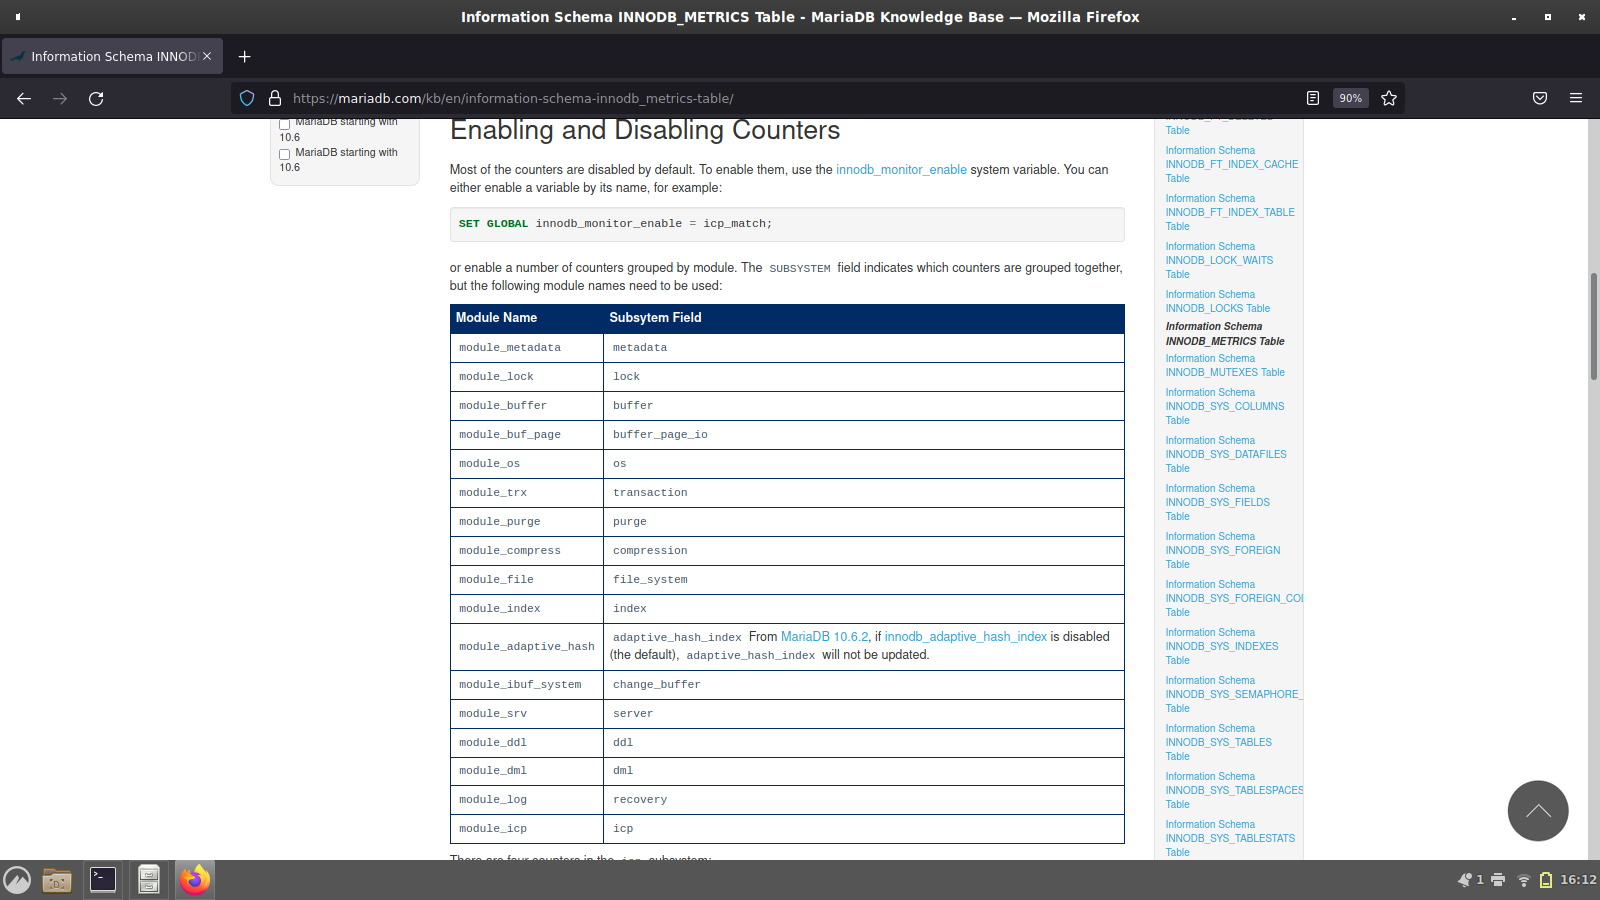 Information Schema INNODB_METRICS Table - MariaDB Knowledge Base — Mozilla Firefox
Information Schema INNOD
https://mariadb.com/kb/en/information-schema-innodb_metrics-table/
90%
MariaDB starting with
10.6
MariaDB starting with
10.6
Enabling and Disabling Counters
Most of the counters are disabled by default. To enable them, use the innodb_monitor_enable system variable. You can
either enable a variable by its name, for example:
SET GLOBAL innodb_monitor_enable = icp_match;
or enable a number of counters grouped by module. The SUBSYSTEM field indicates which counters are grouped together,
but the following module names need to be used:
Module Name Subsytem Field
module_metadata metadata
module_lock lock
module_buffer buffer
module_buf_page buffer_page_io
module_os os
module_trx transaction
module_purge purge
module_compress compression
module_file file_system
module_index index
module_adaptive_hash adaptive_hash_index From MariaDB 10.6.2, if innodb_adaptive_hash_index is disabled
(the default), adaptive_hash_index will not be updated.
module_ibuf_system change_buffer
module_srv server
module_ddl ddl
module_dml dml
module_log recovery
module_icp icp
There are four counters in the icp subsystem:
Table
Information Schema
INNODB_FT_INDEX_CACHE
Table
Information Schema
INNODB_FT_INDEX_TABLE
Table
Information Schema
INNODB_LOCK_WAITS
Table
Information Schema
INNODB_LOCKS Table
Information Schema
INNODB_METRICS Table
Information Schema
INNODB_MUTEXES Table
Information Schema
INNODB_SYS_COLUMNS
Table
Information Schema
INNODB_SYS_DATAFILES
Table
Information Schema
INNODB_SYS_FIELDS
Table
Information Schema
INNODB_SYS_FOREIGN
Table
Information Schema
INNODB_SYS_FOREIGN_COL
Table
Information Schema
INNODB_SYS_INDEXES
Table
Information Schema
INNODB_SYS_SEMAPHORE_
Table
Information Schema
INNODB_SYS_TABLES
Table
Information Schema
INNODB_SYS_TABLESPACES
Table
Information Schema
INNODB_SYS_TABLESTATS
Table
1
16:12